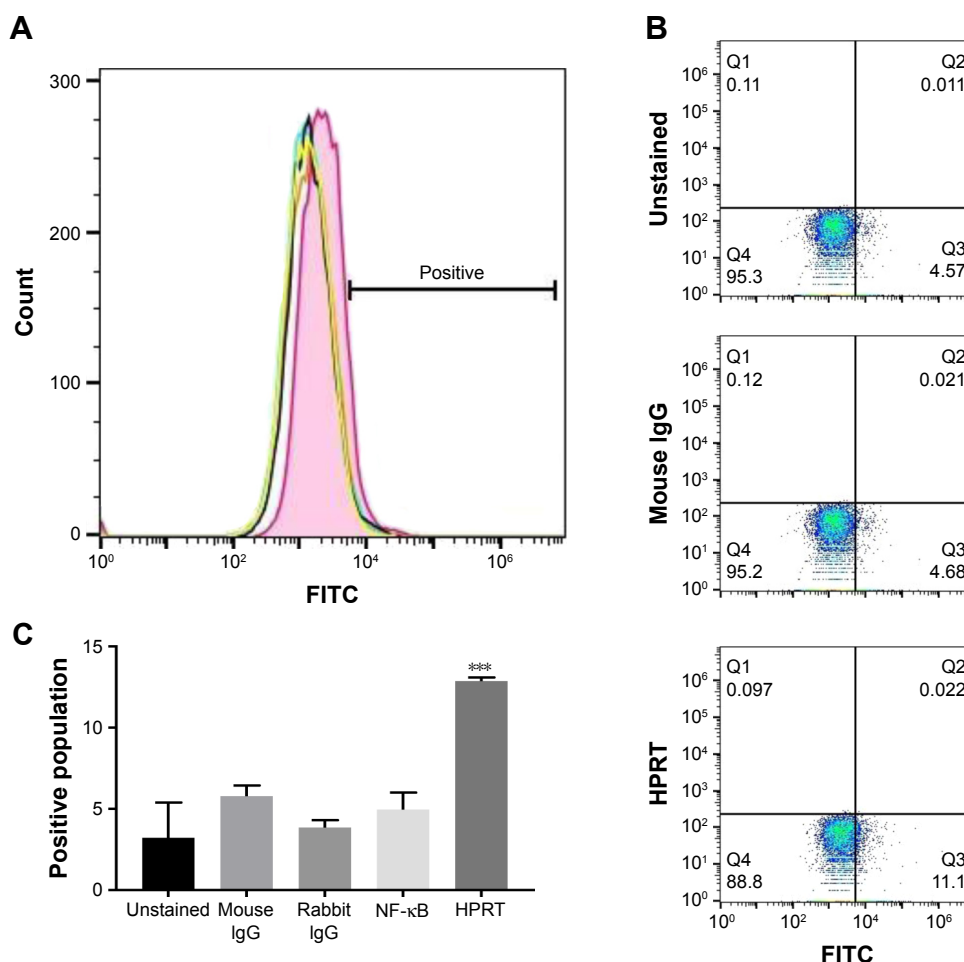 A
300
200
100
0
Count
Positive
10⁰
10²
10⁴
10⁶
FITC
B
Unstained
10⁶
10⁵
10⁴
10³
10²
10¹
10⁰
Q1
0.11
Q2
0.011
Q4
95.3
Q3
4.57
Mouse IgG
10⁶
10⁵
10⁴
10³
10²
10¹
10⁰
Q1
0.12
Q2
0.021
Q4
95.2
Q3
4.68
HPRT
10⁶
10⁵
10⁴
10³
10²
10¹
10⁰
Q1
0.097
Q2
0.022
Q4
88.8
Q3
11.1
10⁰
10²
10⁴
10⁶
FITC
C
Positive population
15
10
5
0
***
Unstained
Mouse
IgG
Rabbit
IgG
NF-κB
HPRT